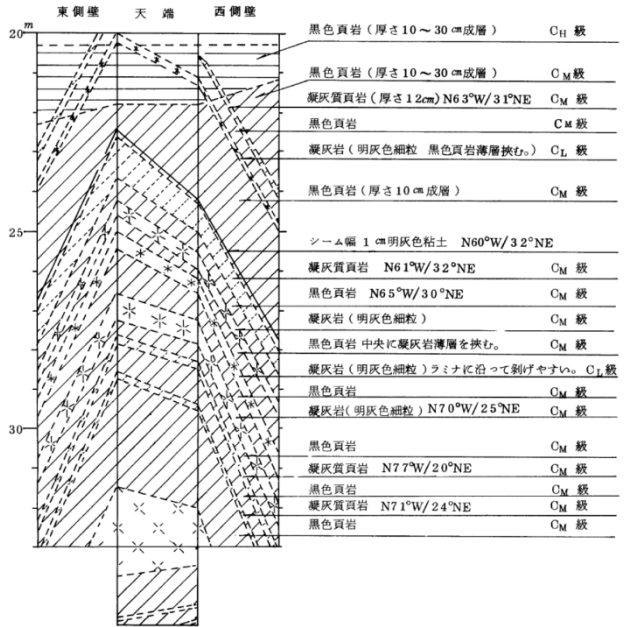 東側壁 天端 西側壁
20m
黒色頁岩(厚さ10〜30㎝成層) CH 級
黒色頁岩(厚さ10〜30㎝成層) CM 級
凝灰質頁岩(厚さ12cm) N63°W/31°NE CM 級
黒色頁岩 CM 級
凝灰岩(明灰色細粒 黒色頁岩薄層挾む。) CL 級
黒色頁岩(厚さ10㎝成層) CM 級
25
シーム幅 1㎝明灰色粘土 N60°W/32°NE
凝灰質頁岩 N61°W/32°NE CM 級
黒色頁岩 N65°W/30°NE CM 級
凝灰岩(明灰色細粒) CM 級
黒色頁岩 中央に凝灰岩薄層を挾む。 CM 級
凝灰岩(明灰色細粒)ラミナに沿って剝げやすい。 CL級
黒色頁岩 CM 級
凝灰岩(明灰色細粒) N70°W/25°NE CM 級
30
黒色頁岩 CM 級
凝灰質頁岩 N77°W/20°NE CM 級
黒色頁岩 CM 級
凝灰質頁岩 N71°W/24°NE CM 級
黒色頁岩 CM 級